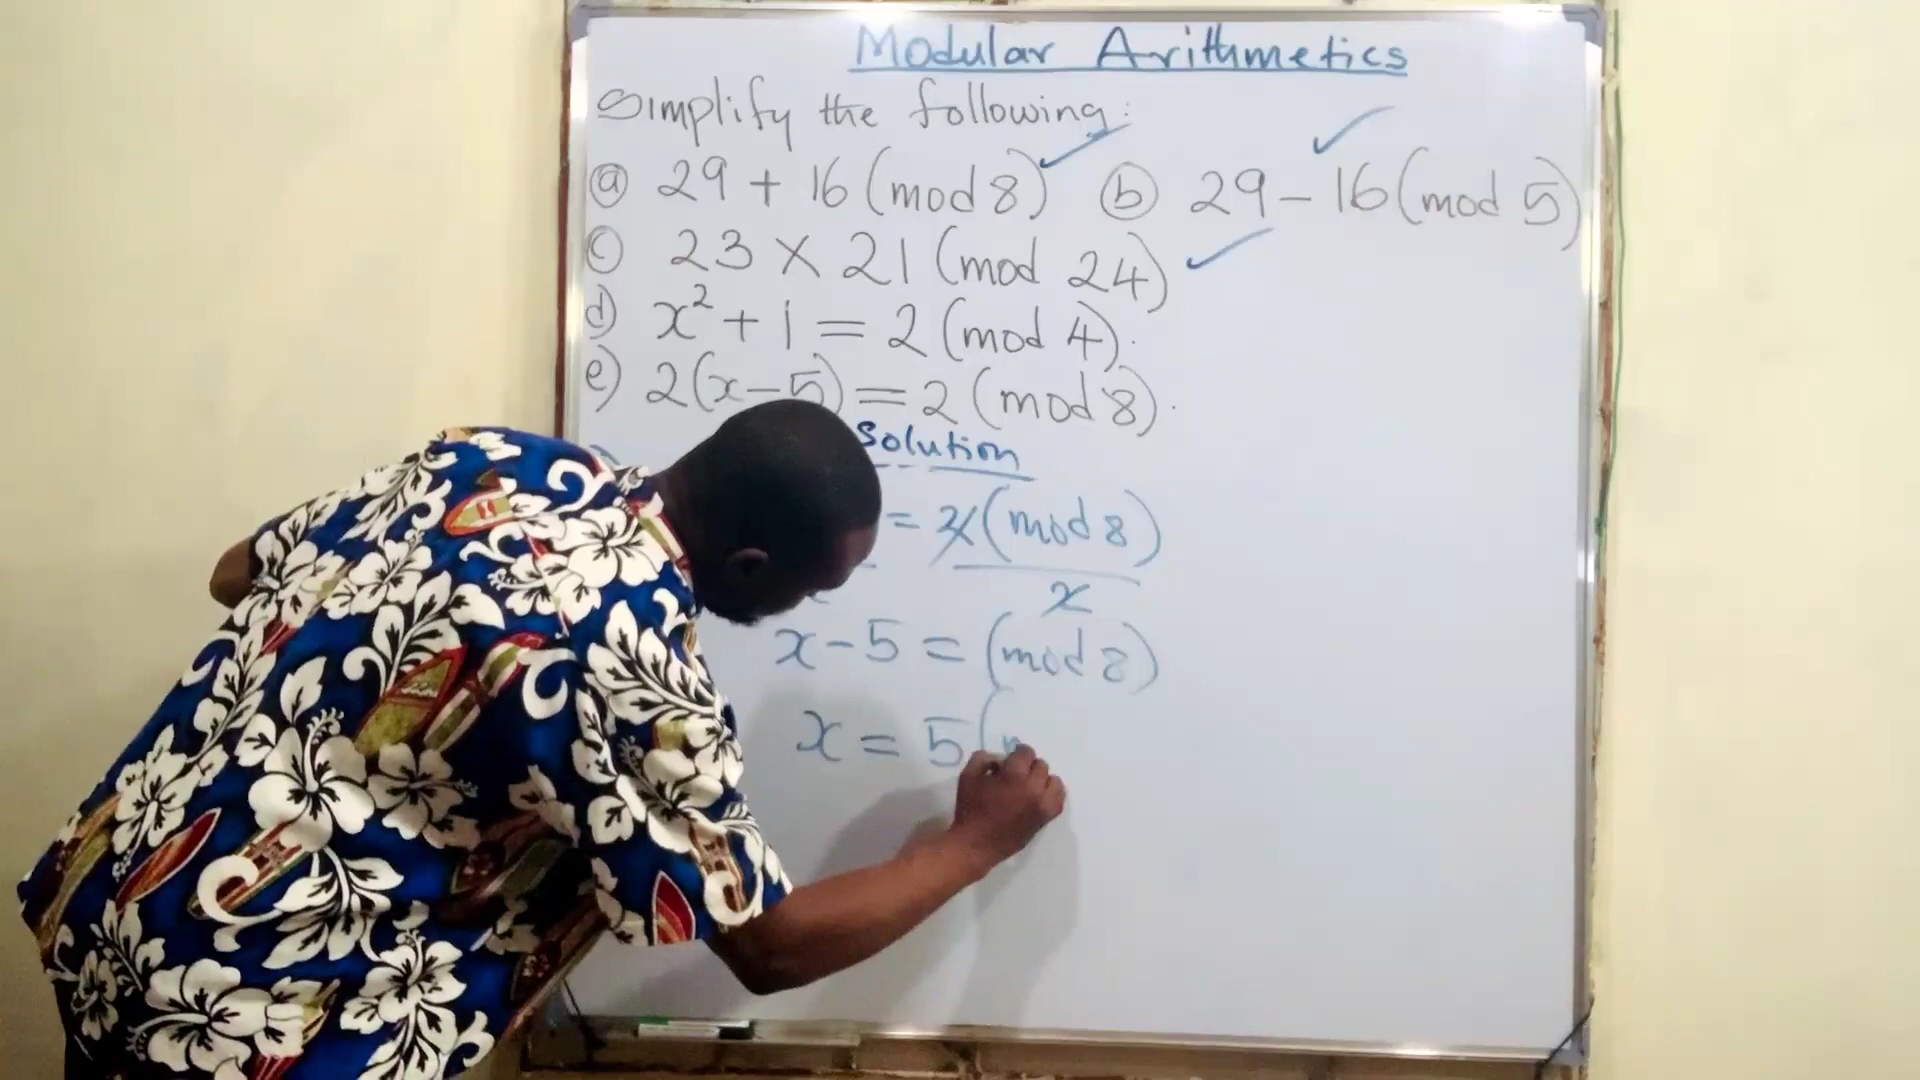 Modular Arithmetics
Simplify the following:
(a) 29 + 16 (mod 8) (b) 29 - 16 (mod 5)
(c) 23 × 21 (mod 24)
d) x² + 1 = 2 (mod 4).
e) 2(x-5) = 2 (mod 8).
Solution
= 2 (mod 8)
2
x - 5 = (mod 8)
x = 5 (